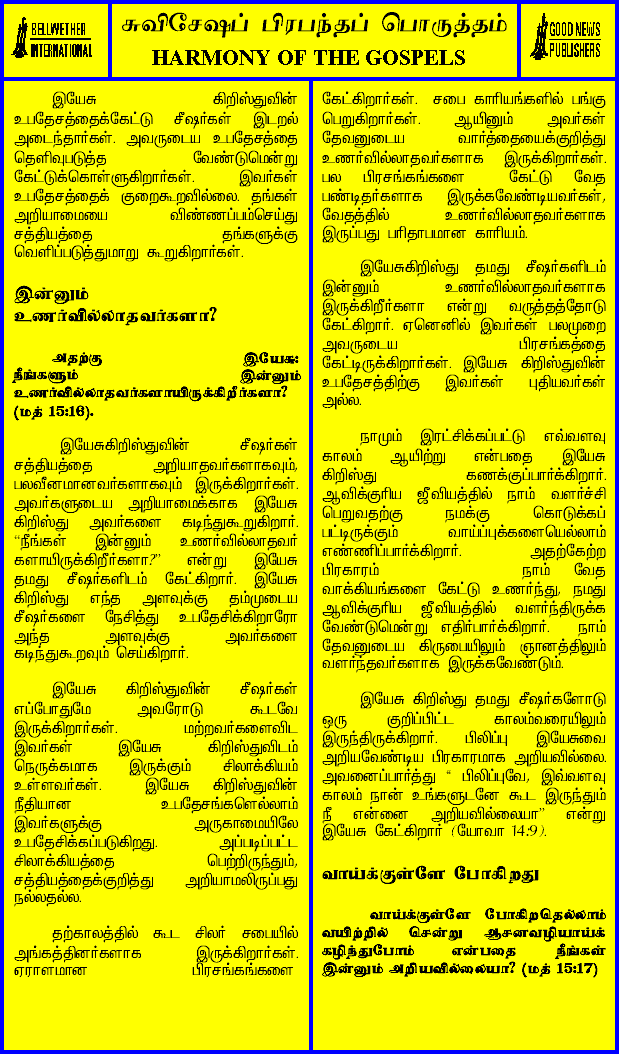 BELLWETHER
INTERNATIONAL
சுவிசேஷப் பிரபந்தப் பொருத்தம்
HARMONY OF THE GOSPELS
GOOD NEWS
PUBLISHERS
இயேசு கிறிஸ்துவின்
உபதேசத்தைக்கேட்டு சீஷர்கள் இடறல்
அடைந்தார்கள். அவருடைய உபதேசத்தை
தெளிவுபடுத்த வேண்டுமென்று
கேட்டுக்கொள்ளுகிறார்கள். இவர்கள்
உபதேசத்தைக் குறைகூறவில்லை. தங்கள்
அறியாமையை விண்ணப்பம்செய்து
சத்தியத்தை தங்களுக்கு
வெளிப்படுத்துமாறு கூறுகிறார்கள்.
இன்னும்
உணர்வில்லாதவர்களா?
அதற்கு இயேசு:
நீங்களும் இன்னும்
உணர்வில்லாதவர்களாயிருக்கிறீர்களா?
(மத் 15:16).
இயேசுகிறிஸ்துவின் சீஷர்கள்
சத்தியத்தை அறியாதவர்களாகவும்,
பலவீனமானவர்களாகவும் இருக்கிறார்கள்.
அவர்களுடைய அறியாமைக்காக இயேசு
கிறிஸ்து அவர்களை கடிந்துகூறுகிறார்.
“நீங்கள் இன்னும் உணர்வில்லாதவர்
களாயிருக்கிறீர்களா?” என்று இயேசு
தமது சீஷர்களிடம் கேட்கிறார். இயேசு
கிறிஸ்து எந்த அளவுக்கு தம்முடைய
சீஷர்களை நேசித்து உபதேசிக்கிறாரோ
அந்த அளவுக்கு அவர்களை
கடிந்துகூறவும் செய்கிறார்.
இயேசு கிறிஸ்துவின் சீஷர்கள்
எப்போதுமே அவரோடு கூடவே
இருக்கிறார்கள். மற்றவர்களைவிட
இவர்கள் இயேசு கிறிஸ்துவிடம்
நெருக்கமாக இருக்கும் சிலாக்கியம்
உள்ளவர்கள். இயேசு கிறிஸ்துவின்
நீதியான உபதேசங்களெல்லாம்
இவர்களுக்கு அருகாமையிலே
உபதேசிக்கப்படுகிறது. அப்படிப்பட்ட
சிலாக்கியத்தை பெற்றிருந்தும்,
சத்தியத்தைக்குறித்து அறியாமலிருப்பது
நல்லதல்ல.
தற்காலத்தில் கூட சிலர் சபையில்
அங்கத்தினர்களாக இருக்கிறார்கள்.
ஏராளமான பிரசங்கங்களை
கேட்கிறார்கள். சபை காரியங்களில் பங்கு
பெறுகிறார்கள். ஆயினும் அவர்கள்
தேவனுடைய வார்த்தையைக்குறித்து
உணர்வில்லாதவர்களாக இருக்கிறார்கள்.
பல பிரசங்கங்களை கேட்டு வேத
பண்டிதர்களாக இருக்கவேண்டியவர்கள்,
வேதத்தில் உணர்வில்லாதவர்களாக
இருப்பது பரிதாபமான காரியம்.
இயேசுகிறிஸ்து தமது சீஷர்களிடம்
இன்னும் உணர்வில்லாதவர்களாக
இருக்கிறீர்களா என்று வருத்தத்தோடு
கேட்கிறார். ஏனெனில் இவர்கள் பலமுறை
அவருடைய பிரசங்கத்தை
கேட்டிருக்கிறார்கள். இயேசு கிறிஸ்துவின்
உபதேசத்திற்கு இவர்கள் புதியவர்கள்
அல்ல.
நாமும் இரட்சிக்கப்பட்டு எவ்வளவு
காலம் ஆயிற்று என்பதை இயேசு
கிறிஸ்து கணக்குப்பார்க்கிறார்.
ஆவிக்குரிய ஜீவியத்தில் நாம் வளர்ச்சி
பெறுவதற்கு நமக்கு கொடுக்கப்
பட்டிருக்கும் வாய்ப்புக்களையெல்லாம்
எண்ணிப்பார்க்கிறார். அதற்கேற்ற
பிரகாரம் நாம் வேத
வாக்கியங்களை கேட்டு உணர்ந்து, நமது
ஆவிக்குரிய ஜீவியத்தில் வளர்ந்திருக்க
வேண்டுமென்று எதிர்பார்க்கிறார். நாம்
தேவனுடைய கிருபையிலும் ஞானத்திலும்
வளர்ந்தவர்களாக இருக்கவேண்டும்.
இயேசு கிறிஸ்து தமது சீஷர்களோடு
ஒரு குறிப்பிட்ட காலம்வரையிலும்
இருந்திருக்கிறார். பிலிப்பு இயேசுவை
அறியவேண்டிய பிரகாரமாக அறியவில்லை.
அவனைப்பார்த்து “ பிலிப்புவே, இவ்வளவு
காலம் நான் உங்களுடனே கூட இருந்தும்
நீ என்னை அறியவில்லையா” என்று
இயேசு கேட்கிறார் (யோவா 14:9).
வாய்க்குள்ளே போகிறது
வாய்க்குள்ளே போகிறதெல்லாம்
வயிற்றில் சென்று ஆசனவழியாய்க்
கழிந்துபோம் என்பதை நீங்கள்
இன்னும் அறியவில்லையா? (மத் 15:17)